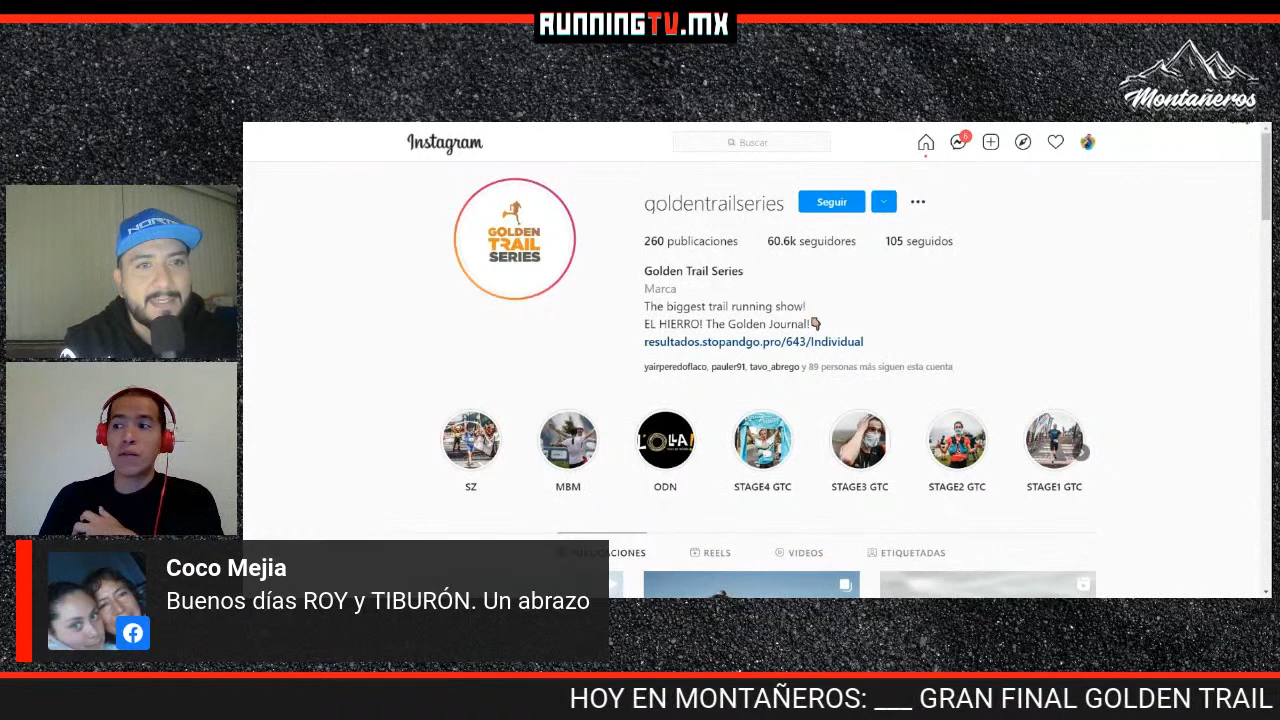 RUNNINGTV.MX
Montañeros
Instagram
Buscar
6
GOLDEN
TRAIL
SERIES
goldentrailseries
Seguir
260 publicaciones 60.6k seguidores 105 seguidos
Golden Trail Series
Marca
The biggest trail running show!
EL HIERRO! The Golden Journal!👇🏽
resultados.stopandgo.pro/643/Individual
yairperedoflaco, pauler91, tavo_abrego y 89 personas más siguen esta cuenta
SZ MBM ODN STAGE4 GTC STAGE3 GTC STAGE2 GTC STAGE1 GTC
REELS VIDEOS ETIQUETADAS
Coco Mejia
Buenos días ROY y TIBURÓN. Un abrazo
HOY EN MONTAÑEROS: ___ GRAN FINAL GOLDEN TRAIL